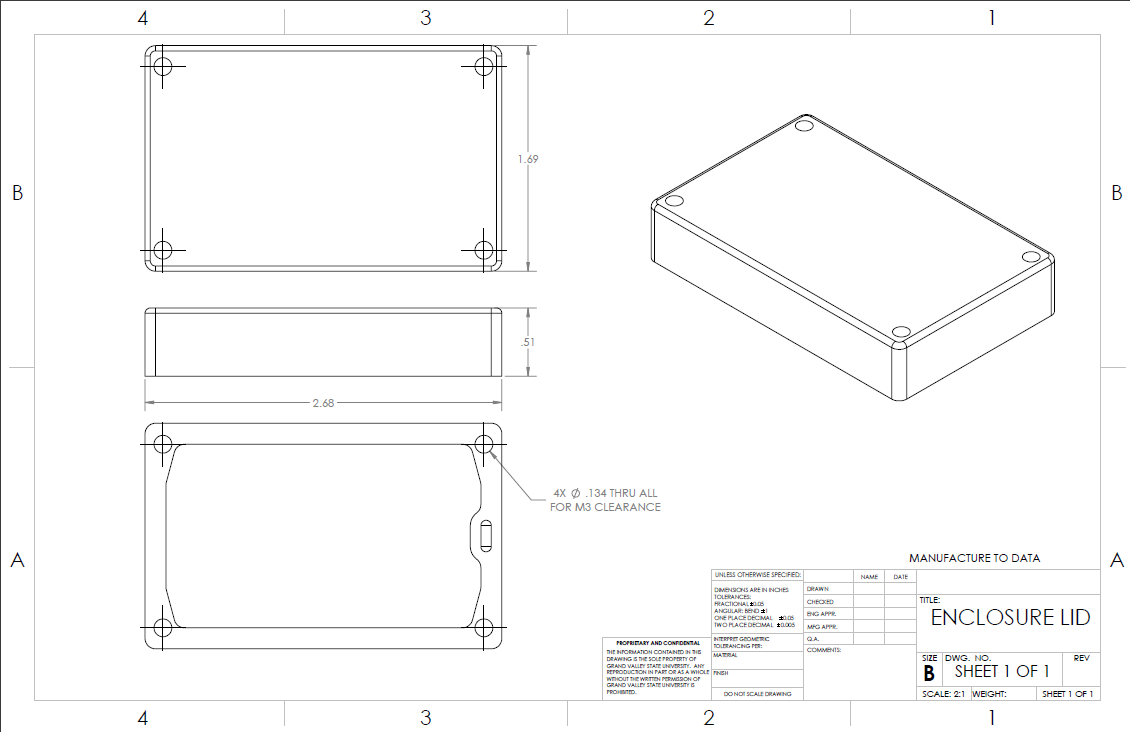 4 3 2 1
B B
1.69
.51
2.68
4X Ø .134 THRU ALL
FOR M3 CLEARANCE
A A
MANUFACTURE TO DATA
UNLESS OTHERWISE SPECIFIED:
DIMENSIONS ARE IN INCHES
TOLERANCES:
FRACTIONAL ±0.05
ANGULAR: BEND ±1
ONE PLACE DECIMAL ±0.05
TWO PLACE DECIMAL ±0.005
INTERPRET GEOMETRIC
TOLERANCING PER:
MATERIAL
FINISH
DO NOT SCALE DRAWING
NAME DATE
DRAWN
CHECKED
ENG APPR.
MFG APPR.
Q.A.
COMMENTS:
PROPRIETARY AND CONFIDENTIAL
THE INFORMATION CONTAINED IN THIS
DRAWING IS THE SOLE PROPERTY OF
GRAND VALLEY STATE UNIVERSITY. ANY
REPRODUCTION IN PART OR AS A WHOLE
WITHOUT THE WRITTEN PERMISSION OF
GRAND VALLEY STATE UNIVERSITY IS
PROHIBITED.
TITLE:
ENCLOSURE LID
SIZE DWG. NO. REV
B SHEET 1 OF 1
SCALE: 2:1 WEIGHT: SHEET 1 OF 1
4 3 2 1